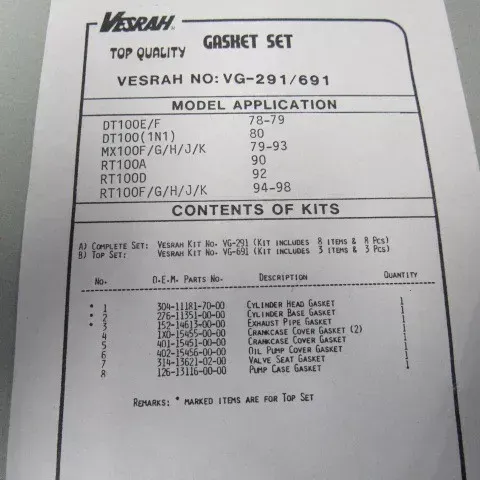 VESRAH
TOP QUALITY GASKET SET
VESRAH NO: VG-291/691
MODEL APPLICATION
DT100E/F 78-79
DT100(1N1) 80
MX100F/G/H/J/K 79-93
RT100A 90
RT100D 92
RT100F/G/H/J/K 94-98
CONTENTS OF KITS
A) COMPLETE SET: VESRAH KIT NO. VG-291 (KIT INCLUDES 8 ITEMS & 8 PCS)
B) TOP SET: VESRAH KIT NO. VG-691 (KIT INCLUDES 3 ITEMS & 3 PCS)
NO. O.E.M. PARTS NO. DESCRIPTION QUANTITY
* 1 304-11181-70-00 CYLINDER HEAD GASKET 1
* 2 276-11351-00-00 CYLINDER BASE GASKET 1
* 3 152-14613-00-00 EXHAUST PIPE GASKET 1
4 1X0-15455-00-00 CRANKCASE COVER GASKET (2) 1
5 401-15451-00-00 CRANKCASE COVER GASKET 1
6 402-15456-00-00 OIL PUMP COVER GASKET 1
7 314-13621-02-00 VALVE SEAT GASKET 1
8 126-13116-00-00 PUMP CASE GASKET 1
REMARKS: * MARKED ITEMS ARE FOR TOP SET